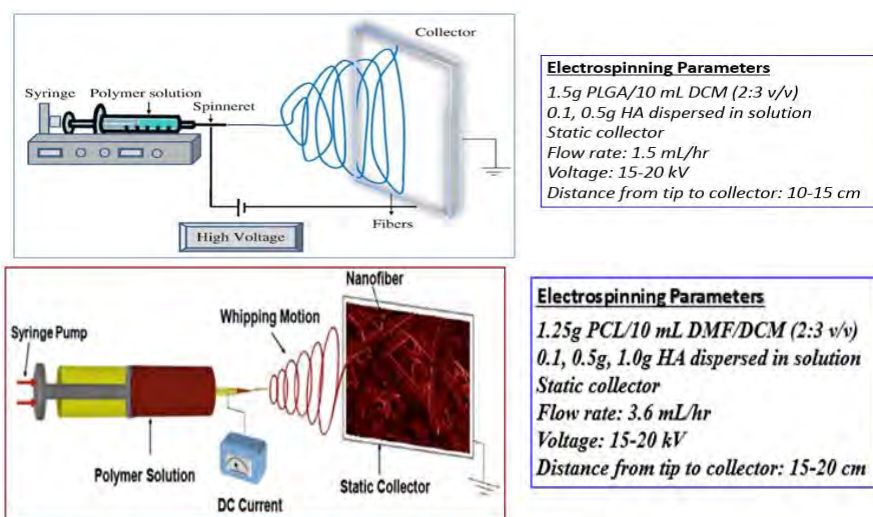 Collector
Syringe
Polymer solution
Spinneret
High Voltage
Fibers
Electrospinning Parameters
1.5g PLGA/10 mL DCM (2:3 v/v)
0.1, 0.5g HA dispersed in solution
Static collector
Flow rate: 1.5 mL/hr
Voltage: 15-20 kV
Distance from tip to collector: 10-15 cm
Nanofiber
Whipping Motion
Syringe Pump
Polymer Solution
DC Current
Static Collector
Electrospinning Parameters
1.25g PCL/10 mL DMF/DCM (2:3 v/v)
0.1, 0.5g, 1.0g HA dispersed in solution
Static collector
Flow rate: 3.6 mL/hr
Voltage: 15-20 kV
Distance from tip to collector: 15-20 cm